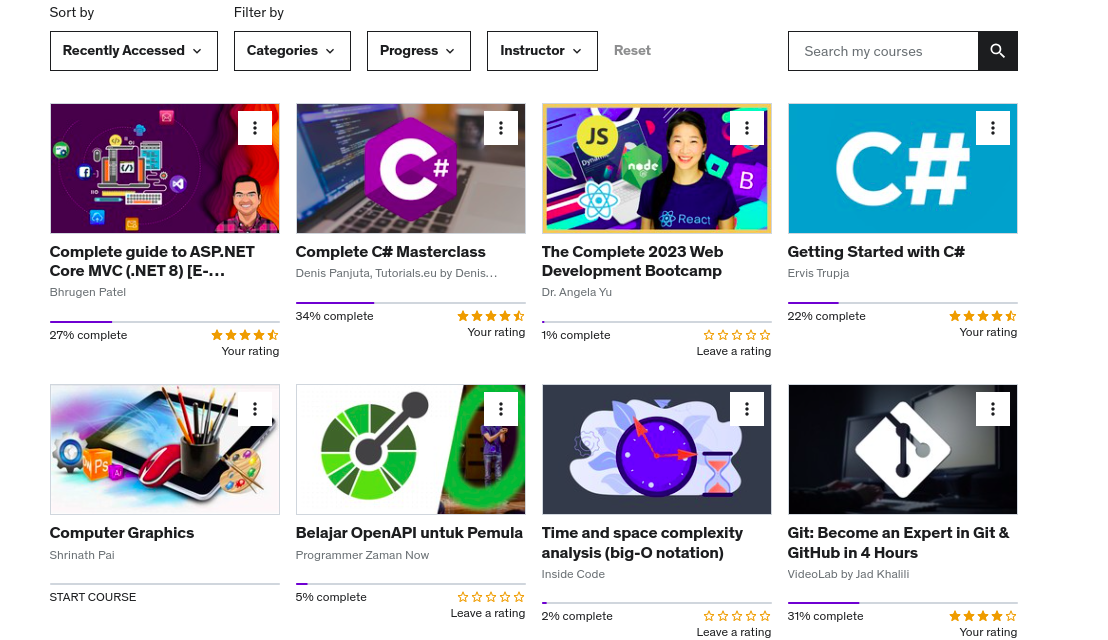 Sort by
Filter by
Recently Accessed
Categories
Progress
Instructor
Reset
Search my courses
C#
JS
node
B
React
C#
Complete guide to ASP.NET
Core MVC (.NET 8) [E-…
Bhrugen Patel
27% complete
Your rating
Complete C# Masterclass
Denis Panjuta, Tutorials.eu by Denis…
34% complete
Your rating
The Complete 2023 Web
Development Bootcamp
Dr. Angela Yu
1% complete
Leave a rating
Getting Started with C#
Ervis Trupja
22% complete
Your rating
Ps
Computer Graphics
Shrinath Pai
START COURSE
Belajar OpenAPI untuk Pemula
Programmer Zaman Now
5% complete
Leave a rating
Time and space complexity
analysis (big-O notation)
Inside Code
2% complete
Leave a rating
Git: Become an Expert in Git &
GitHub in 4 Hours
VideoLab by Jad Khalili
31% complete
Your rating